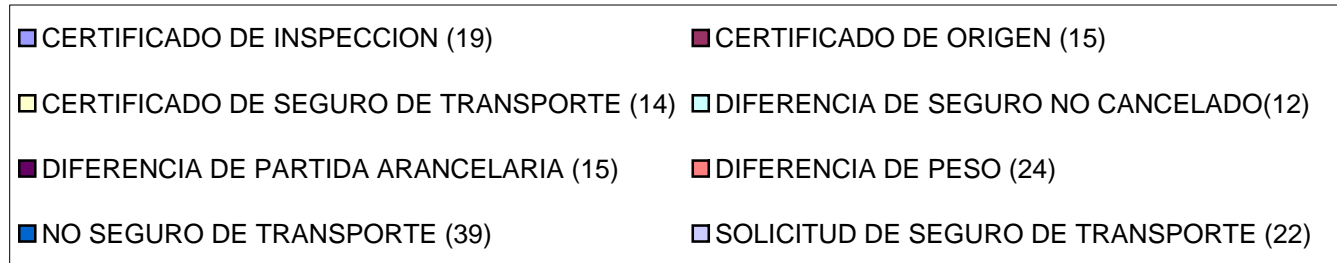 CERTIFICADO DE INSPECCION (19) CERTIFICADO DE ORIGEN (15)
CERTIFICADO DE SEGURO DE TRANSPORTE (14) DIFERENCIA DE SEGURO NO CANCELADO(12)
DIFERENCIA DE PARTIDA ARANCELARIA (15) DIFERENCIA DE PESO (24)
NO SEGURO DE TRANSPORTE (39) SOLICITUD DE SEGURO DE TRANSPORTE (22)